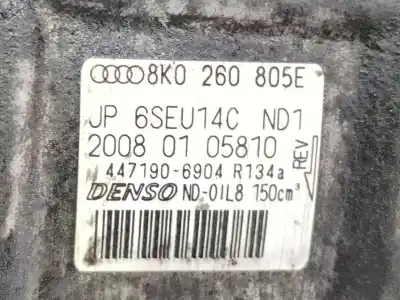 8K0 260 805E
JP 6SEU14C ND1
2008 01 05810
447190-6904 R134a
DENSO ND-OIL8 150cm³
REV